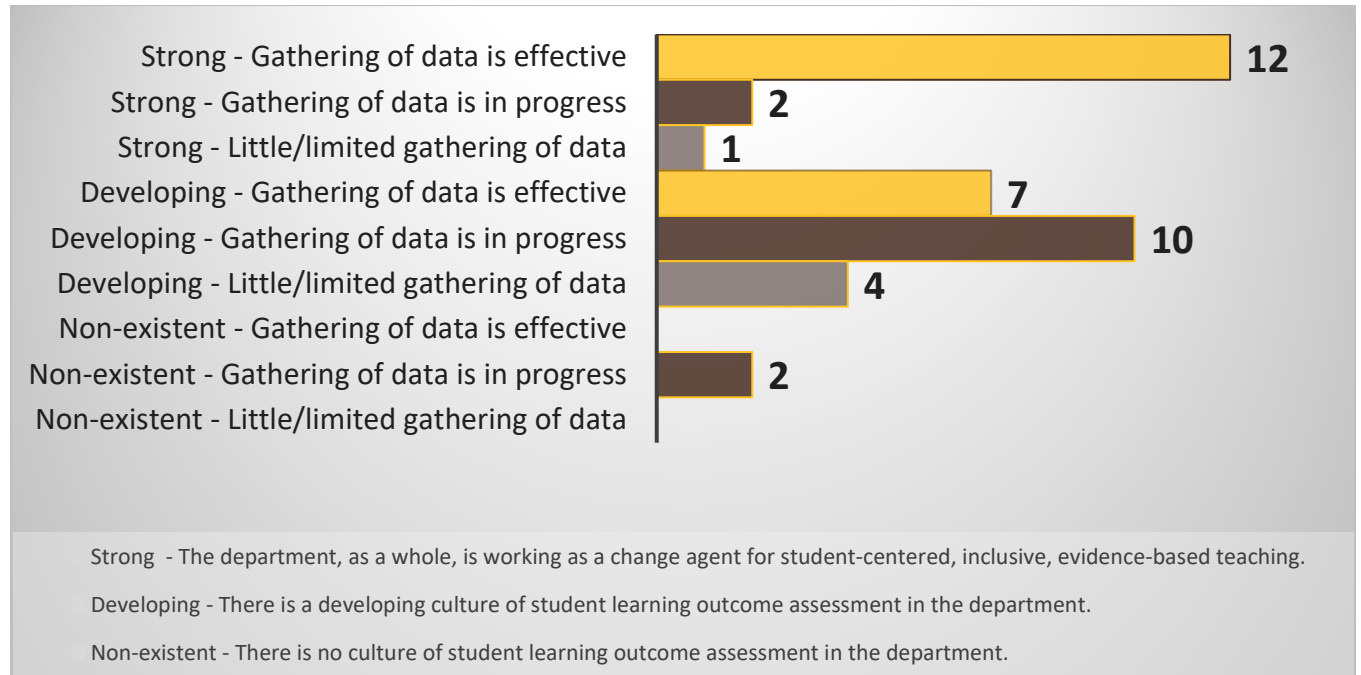 Strong - Gathering of data is effective
12
Strong - Gathering of data is in progress
2
Strong - Little/limited gathering of data
1
Developing - Gathering of data is effective
7
Developing - Gathering of data is in progress
10
Developing - Little/limited gathering of data
4
Non-existent - Gathering of data is effective
Non-existent - Gathering of data is in progress
2
Non-existent - Little/limited gathering of data
Strong - The department, as a whole, is working as a change agent for student-centered, inclusive, evidence-based teaching.
Developing - There is a developing culture of student learning outcome assessment in the department.
Non-existent - There is no culture of student learning outcome assessment in the department.